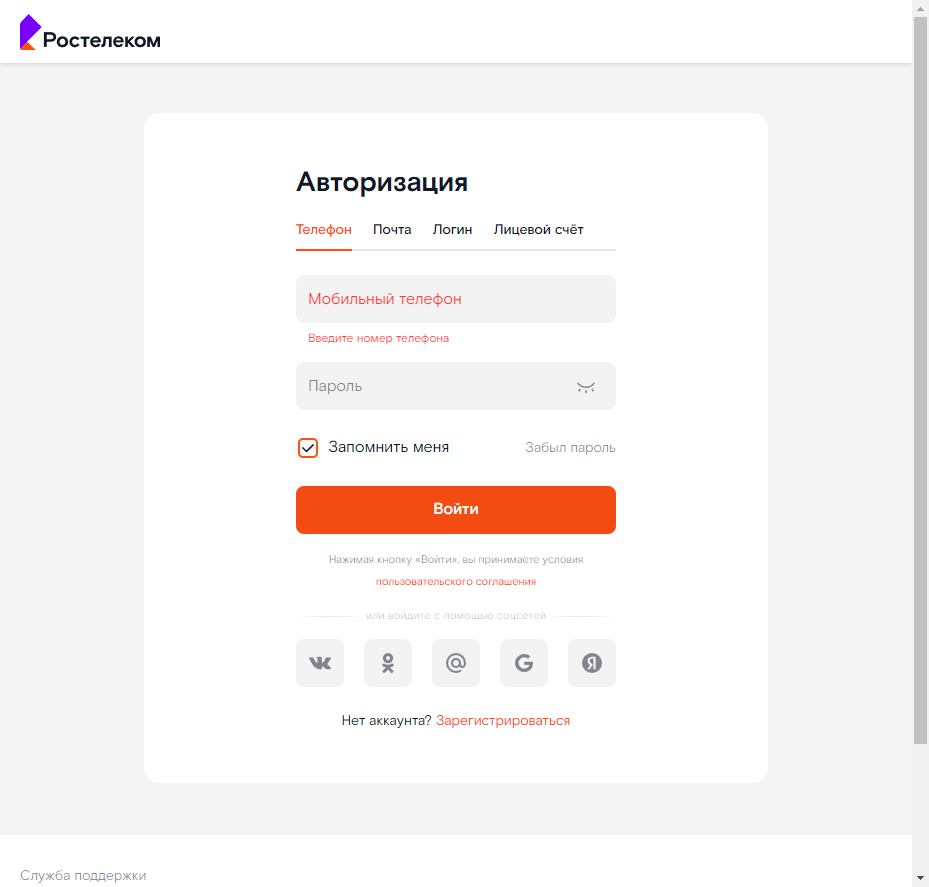 Ростелеком
Авторизация
Телефон Почта Логин Лицевой счёт
Мобильный телефон
Введите номер телефона
Пароль
Запомнить меня Забыл пароль
Войти
Нажимая кнопку «Войти», вы принимаете условия
пользовательского соглашения
или войдите с помощью соцсетей
Нет аккаунта? Зарегистрироваться
Служба поддержки